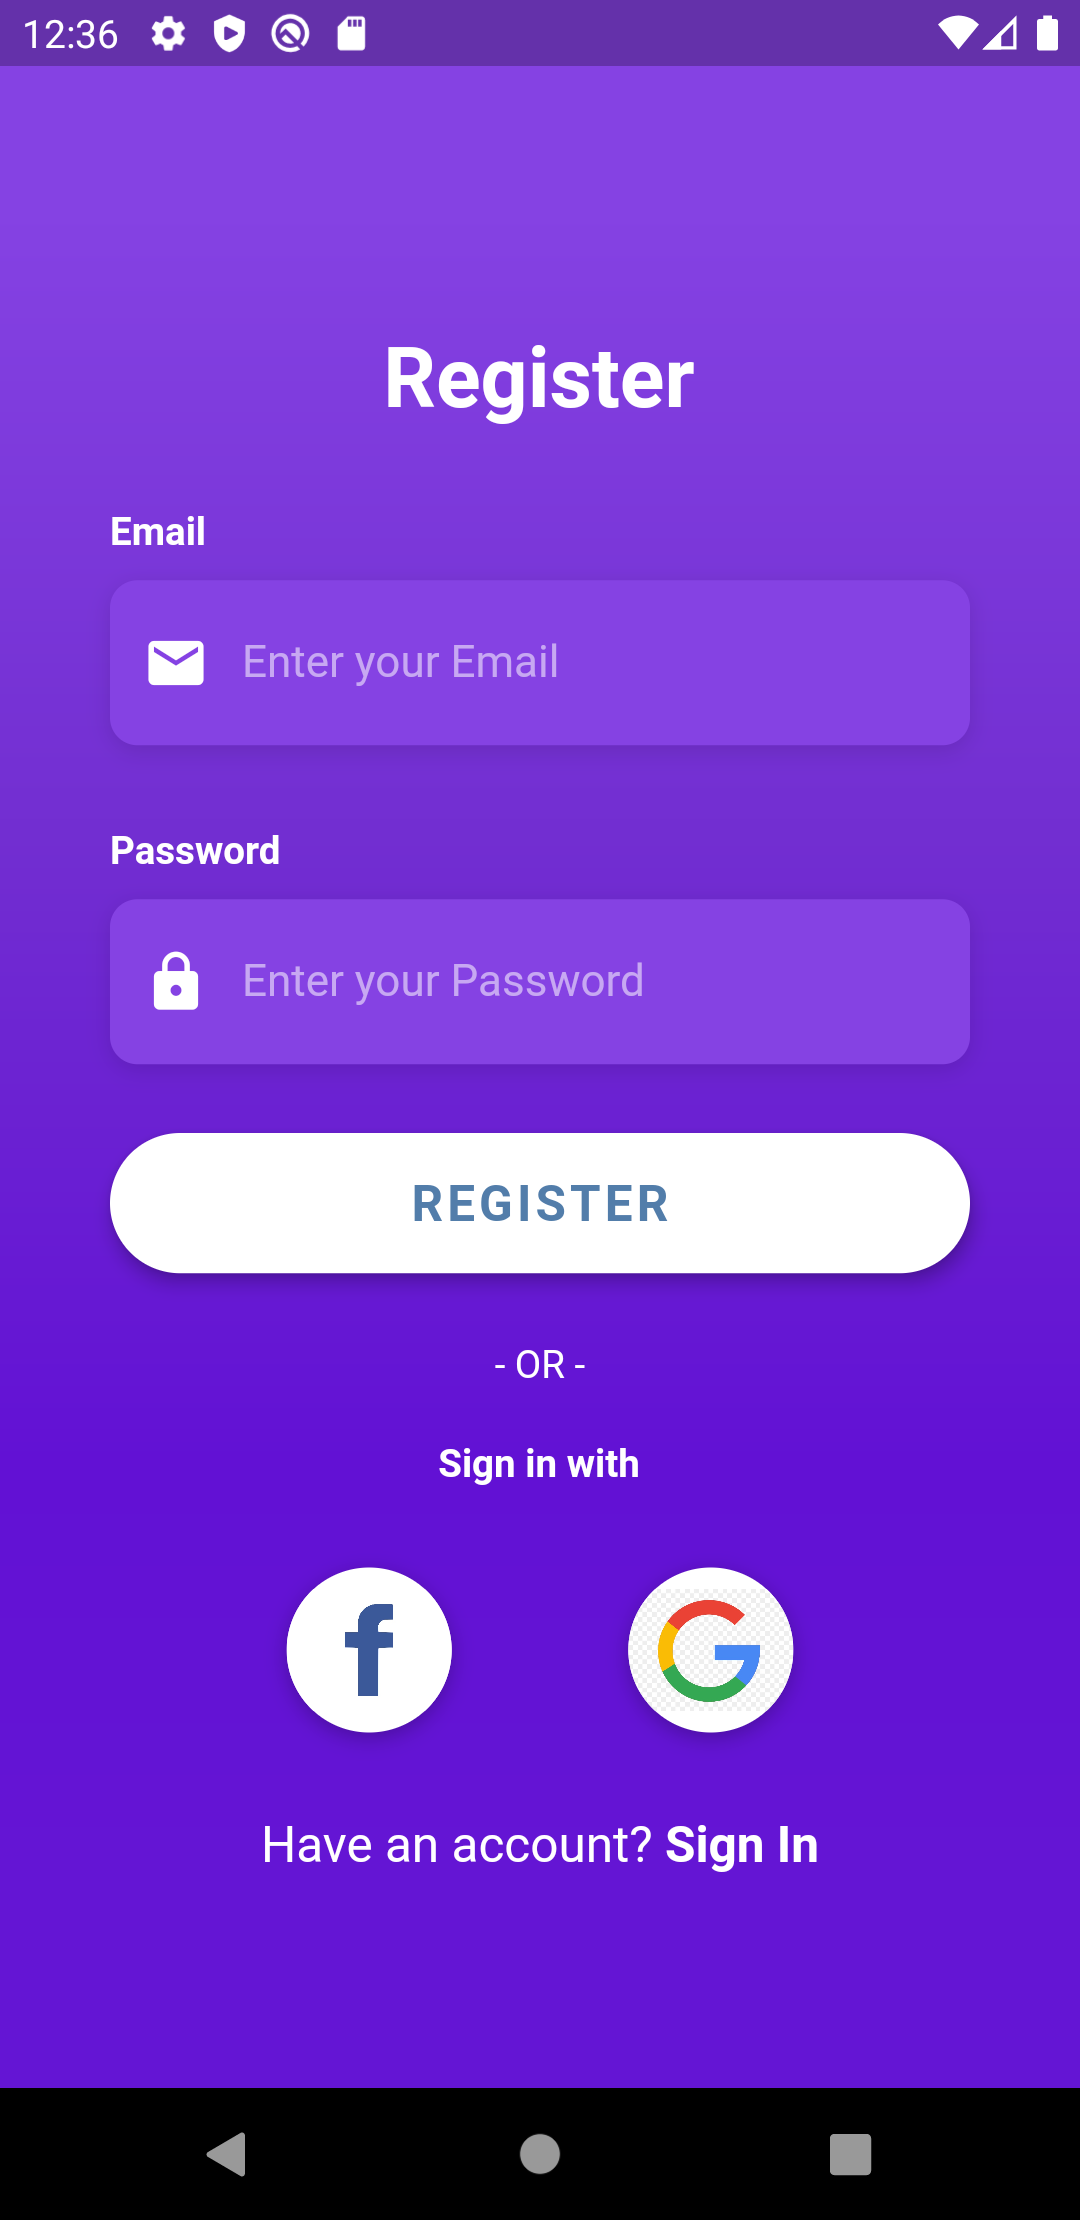 12:36
Register
Email
Enter your Email
Password
Enter your Password
REGISTER
- OR -
Sign in with
Have an account? Sign In